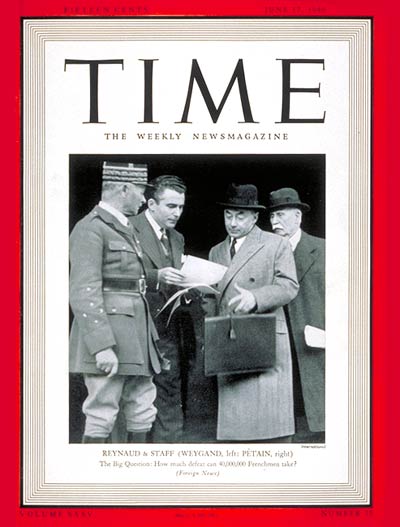 FIFTEEN CENTS JUNE 17, 1940
TIME
THE WEEKLY NEWSMAGAZINE
INTERNATIONAL
REYNAUD & STAFF (WEYGAND, left; PÉTAIN, right)
The Big Question: How much defeat can 40,000,000 Frenchmen take?
(Foreign News)
VOLUME XXXV NUMBER